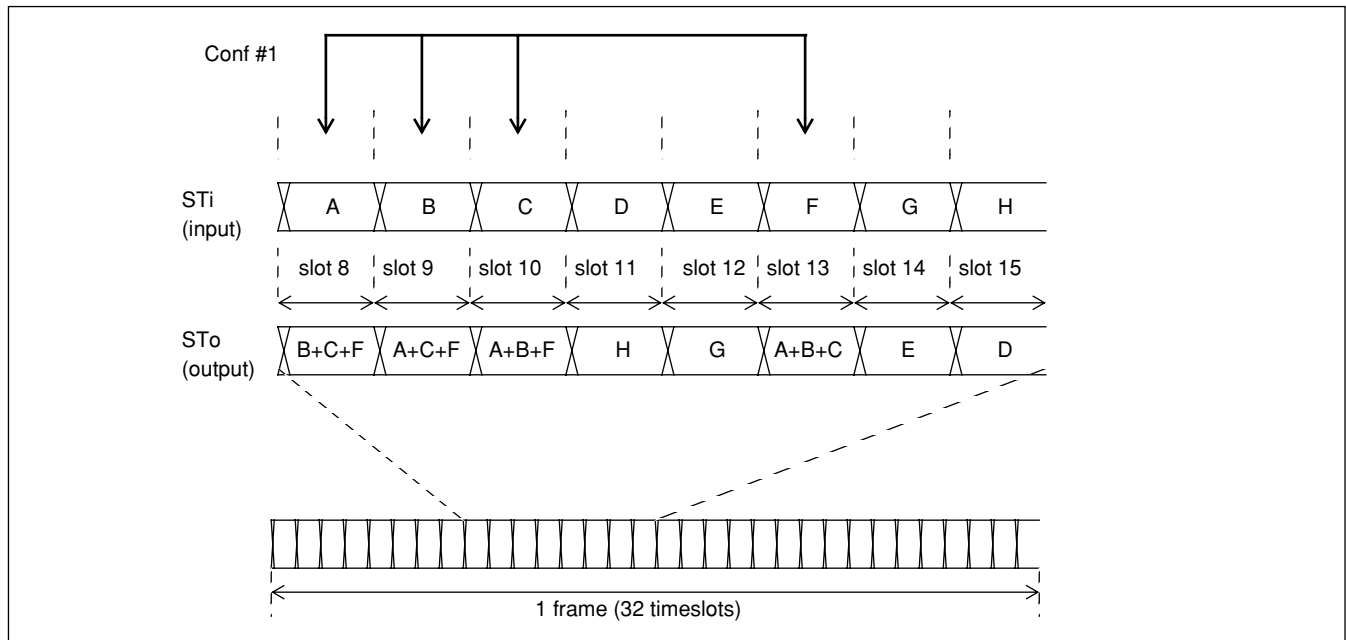 Conf #1
STi A B C D E F G H
(input)
slot 8 slot 9 slot 10 slot 11 slot 12 slot 13 slot 14 slot 15
STo B+C+F A+C+F A+B+F H G A+B+C E D
(output)
1 frame (32 timeslots)